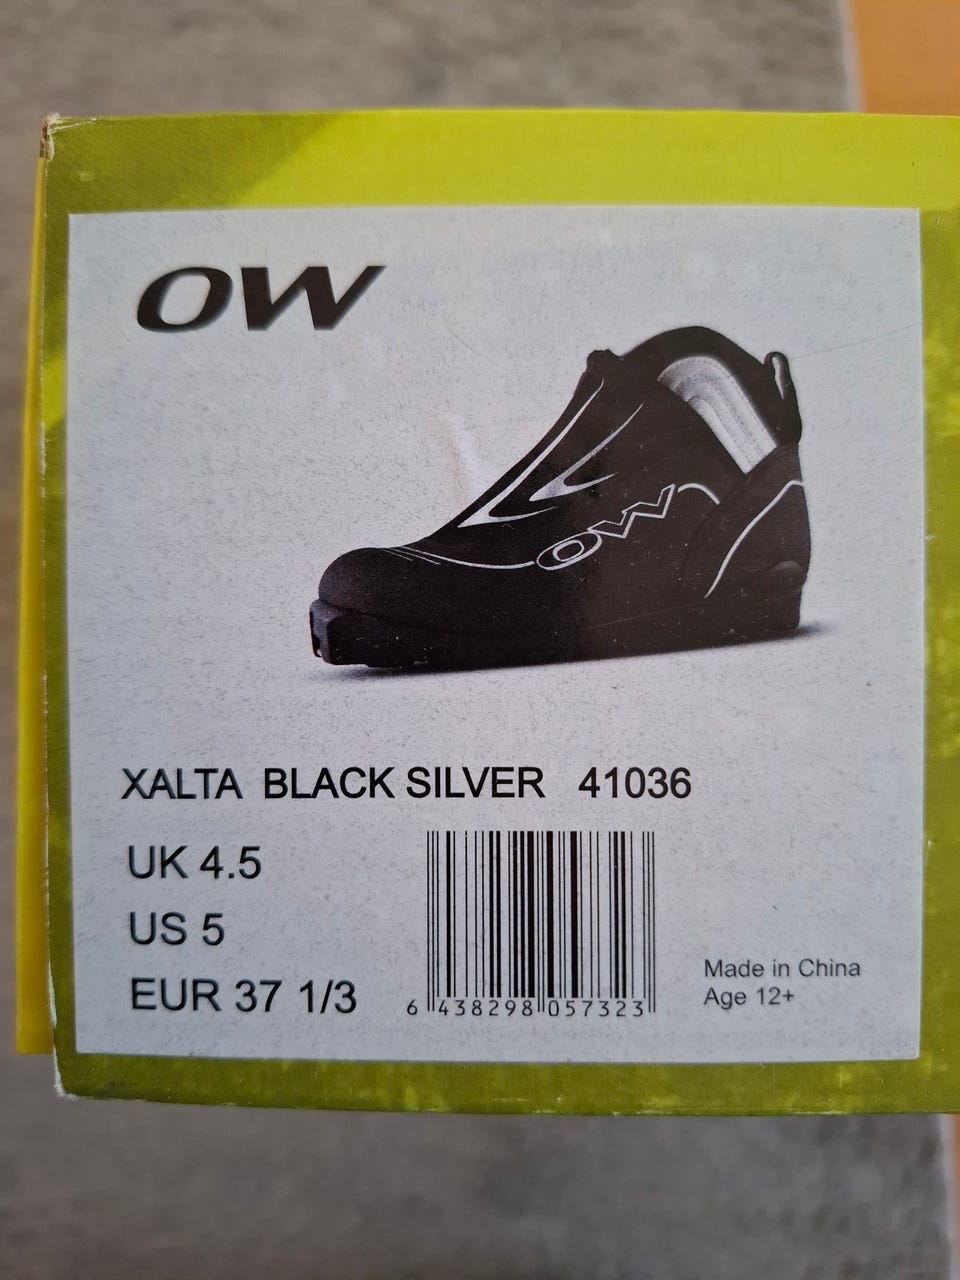 OW
OW
XALTA BLACK SILVER 41036
UK 4.5
US 5
EUR 37 1/3
6 438298 057323
Made in China
Age 12+